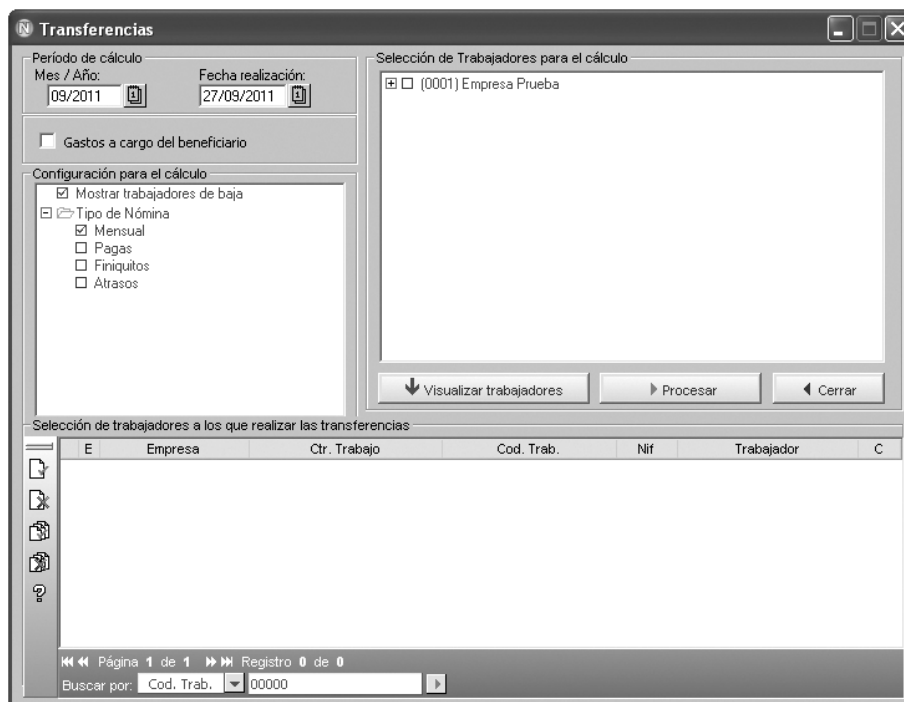 Transferencias
Período de cálculo
Mes / Año: Fecha realización:
09/2011 27/09/2011
Gastos a cargo del beneficiario
Configuración para el cálculo
Mostrar trabajadores de baja
Tipo de Nómina
Mensual
Pagas
Finiquitos
Atrasos
Selección de Trabajadores para el cálculo
(0001) Empresa Prueba
Visualizar trabajadores Procesar Cerrar
Selección de trabajadores a los que realizar las transferencias
E Empresa Ctr. Trabajo Cod. Trab. Nif Trabajador C
Página 1 de 1 Registro 0 de 0
Buscar por: Cod. Trab. 00000